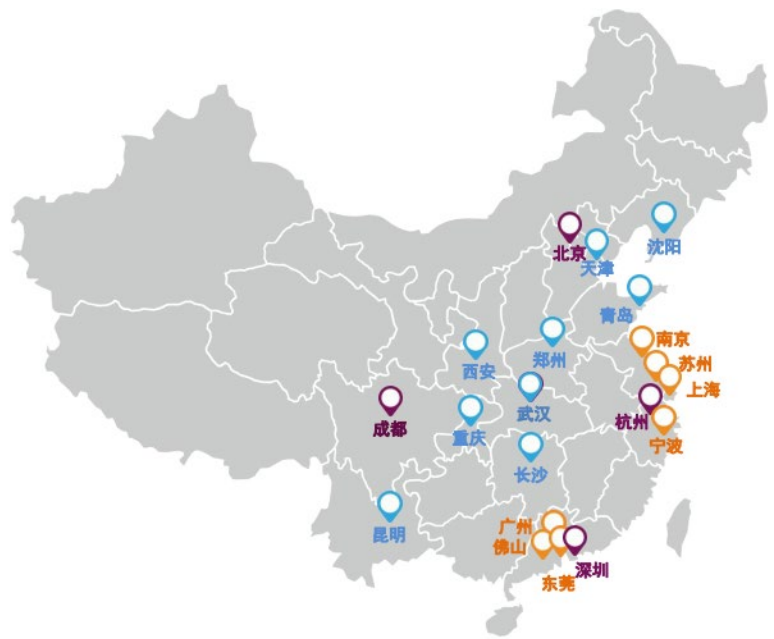 沈阳
北京
天津
青岛
南京
郑州
苏州
西安
上海
武汉
杭州
成都
重庆
宁波
长沙
广州
昆明
佛山
深圳
东莞